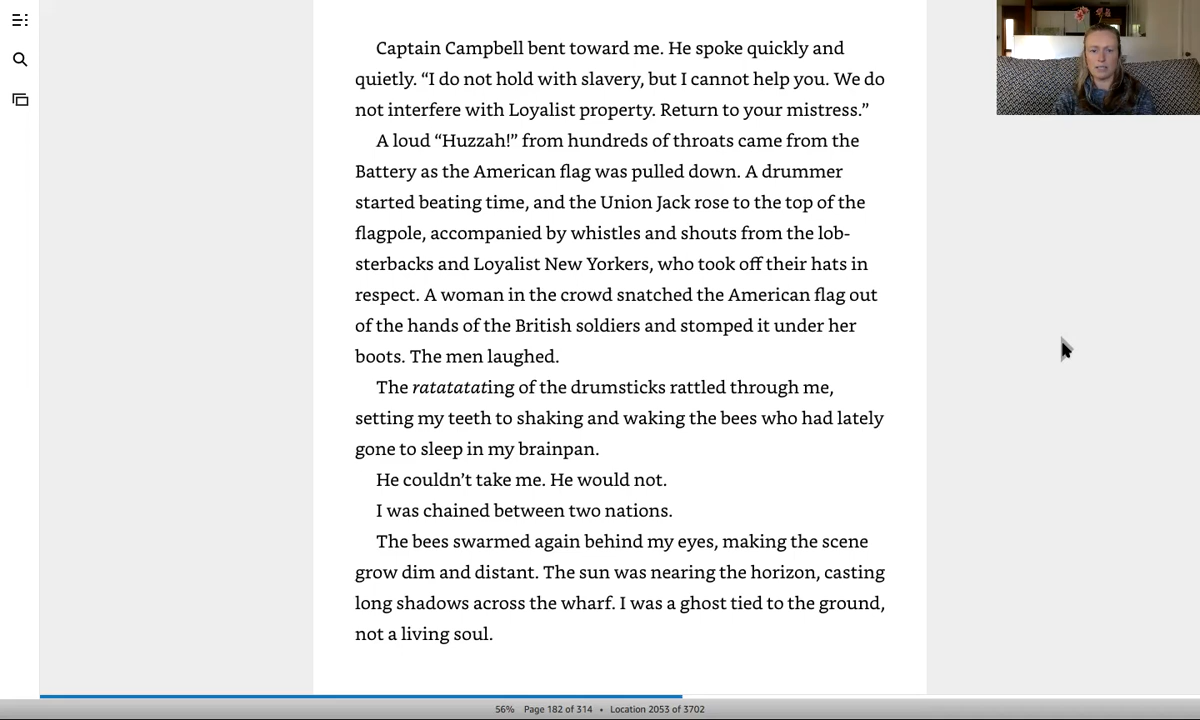 Captain Campbell bent toward me. He spoke quickly and
quietly. “I do not hold with slavery, but I cannot help you. We do
not interfere with Loyalist property. Return to your mistress.”
A loud “Huzzah!” from hundreds of throats came from the
Battery as the American flag was pulled down. A drummer
started beating time, and the Union Jack rose to the top of the
flagpole, accompanied by whistles and shouts from the lob-
sterbacks and Loyalist New Yorkers, who took off their hats in
respect. A woman in the crowd snatched the American flag out
of the hands of the British soldiers and stomped it under her
boots. The men laughed.
The ratatatating of the drumsticks rattled through me,
setting my teeth to shaking and waking the bees who had lately
gone to sleep in my brainpan.
He couldn’t take me. He would not.
I was chained between two nations.
The bees swarmed again behind my eyes, making the scene
grow dim and distant. The sun was nearing the horizon, casting
long shadows across the wharf. I was a ghost tied to the ground,
not a living soul.
56% Page 182 of 314 • Location 2053 of 3702